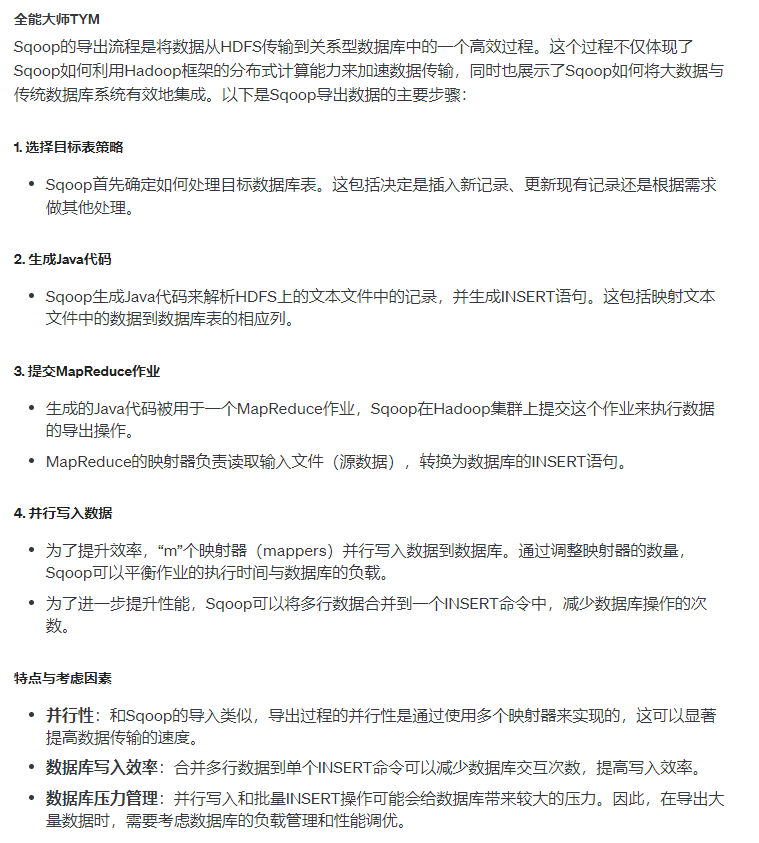 全能大师TYM
Sqoop的导出流程是将数据从HDFS传输到关系型数据库中的一个高效过程。这个过程不仅体现了
Sqoop如何利用Hadoop框架的分布式计算能力来加速数据传输，同时也展示了Sqoop如何将大数据与
传统数据库系统有效地集成。以下是Sqoop导出数据的主要步骤：
1. 选择目标表策略
• Sqoop首先确定如何处理目标数据库表。这包括决定是插入新记录、更新现有记录还是根据需求
做其他处理。
2. 生成Java代码
• Sqoop生成Java代码来解析HDFS上的文本文件中的记录，并生成INSERT语句。这包括映射文本
文件中的数据到数据库表的相应列。
3. 提交MapReduce作业
• 生成的Java代码被用于一个MapReduce作业，Sqoop在Hadoop集群上提交这个作业来执行数据
的导出操作。
• MapReduce的映射器负责读取输入文件（源数据），转换为数据库的INSERT语句。
4. 并行写入数据
• 为了提升效率，“m”个映射器（mappers）并行写入数据到数据库。通过调整映射器的数量，
Sqoop可以平衡作业的执行时间与数据库的负载。
• 为了进一步提升性能，Sqoop可以将多行数据合并到一个INSERT命令中，减少数据库操作的次
数。
特点与考虑因素
• 并行性：和Sqoop的导入类似，导出过程的并行性是通过使用多个映射器来实现的，这可以显著
提高数据传输的速度。
• 数据库写入效率：合并多行数据到单个INSERT命令可以减少数据库交互次数，提高写入效率。
• 数据库压力管理：并行写入和批量INSERT操作可能会给数据库带来较大的压力。因此，在导出大
量数据时，需要考虑数据库的负载管理和性能调优。